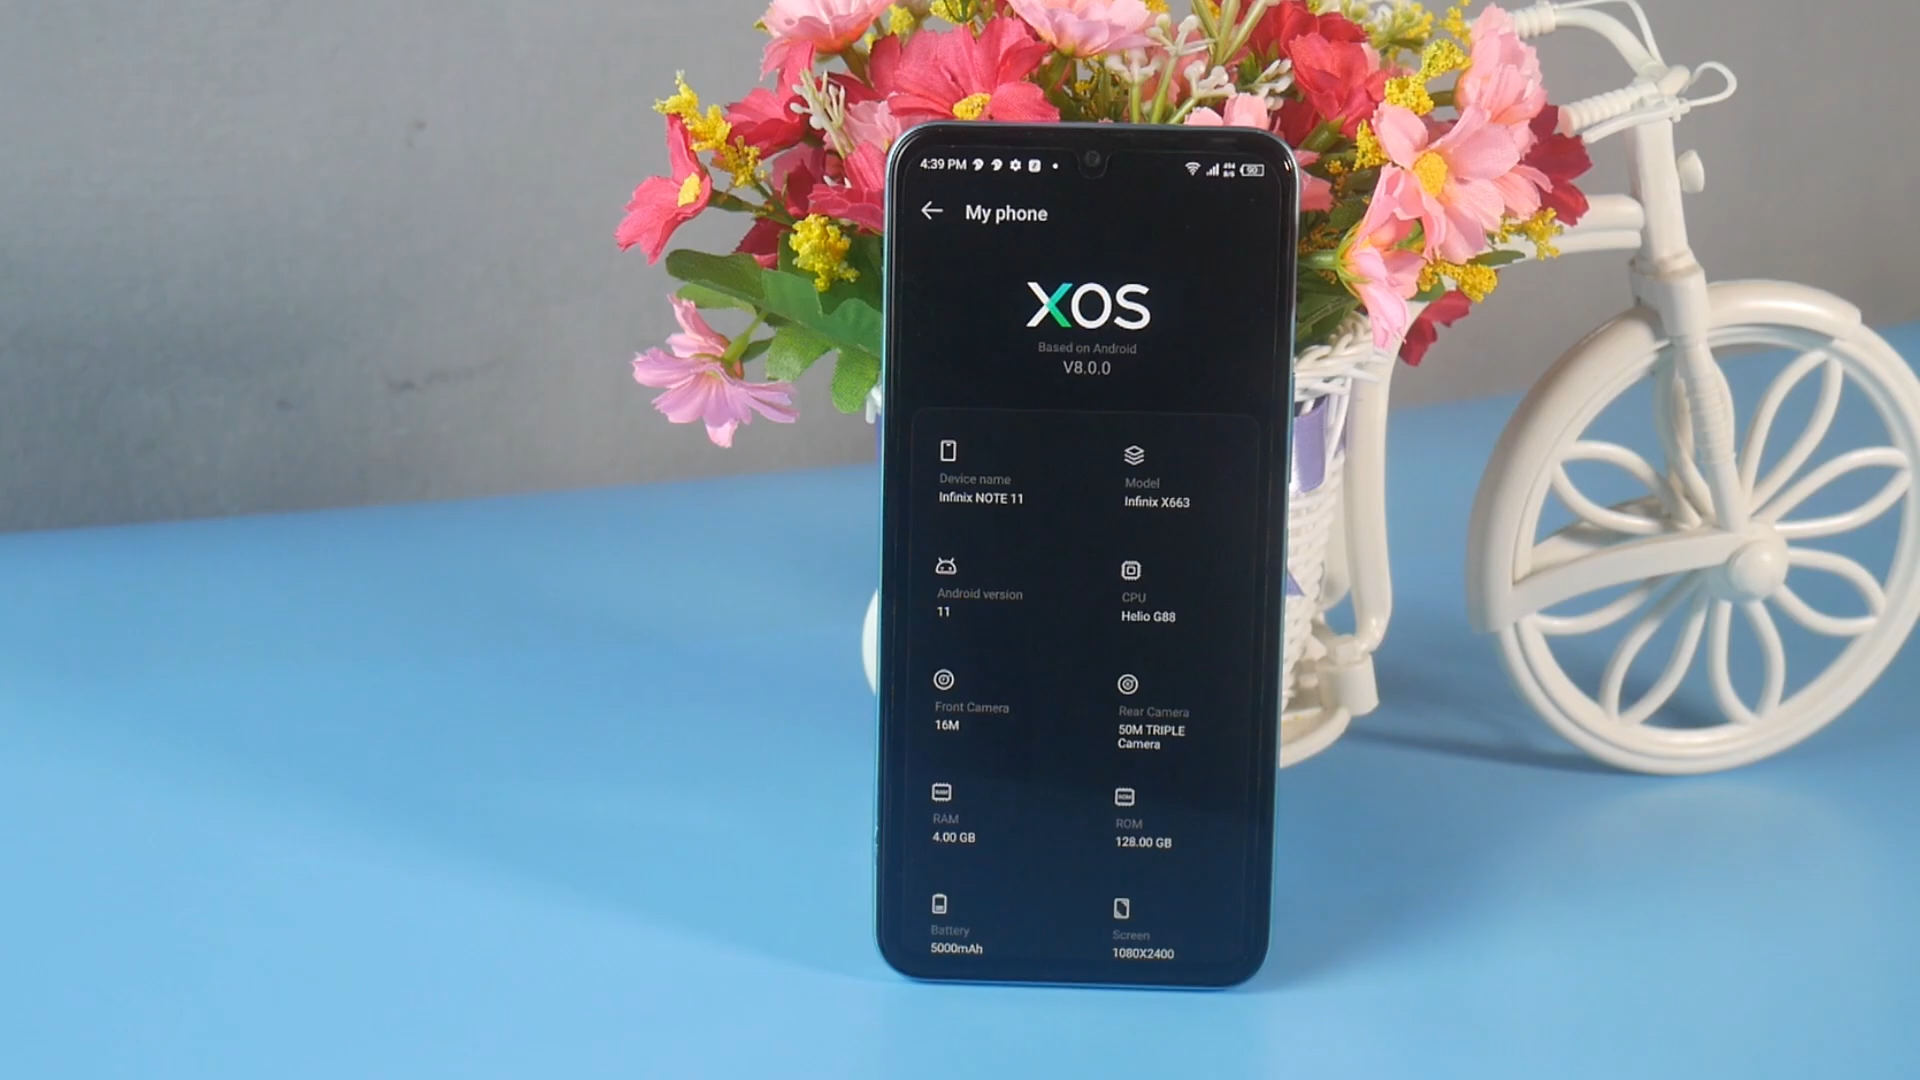 4:39 PM
90
My phone
XOS
Based on Android
V8.0.0
Device name
Infinix NOTE 11
Model
Infinix X663
Android version
11
CPU
Helio G88
Front Camera
16M
Rear Camera
50M TRIPLE
Camera
RAM
4.00 GB
ROM
128.00 GB
Battery
5000mAh
Screen
1080X2400